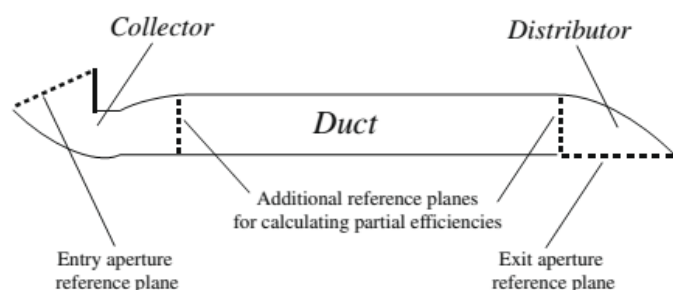 Collector
Distributor
Duct
Additional reference planes
for calculating partial efficiencies
Entry aperture
reference plane
Exit aperture
reference plane